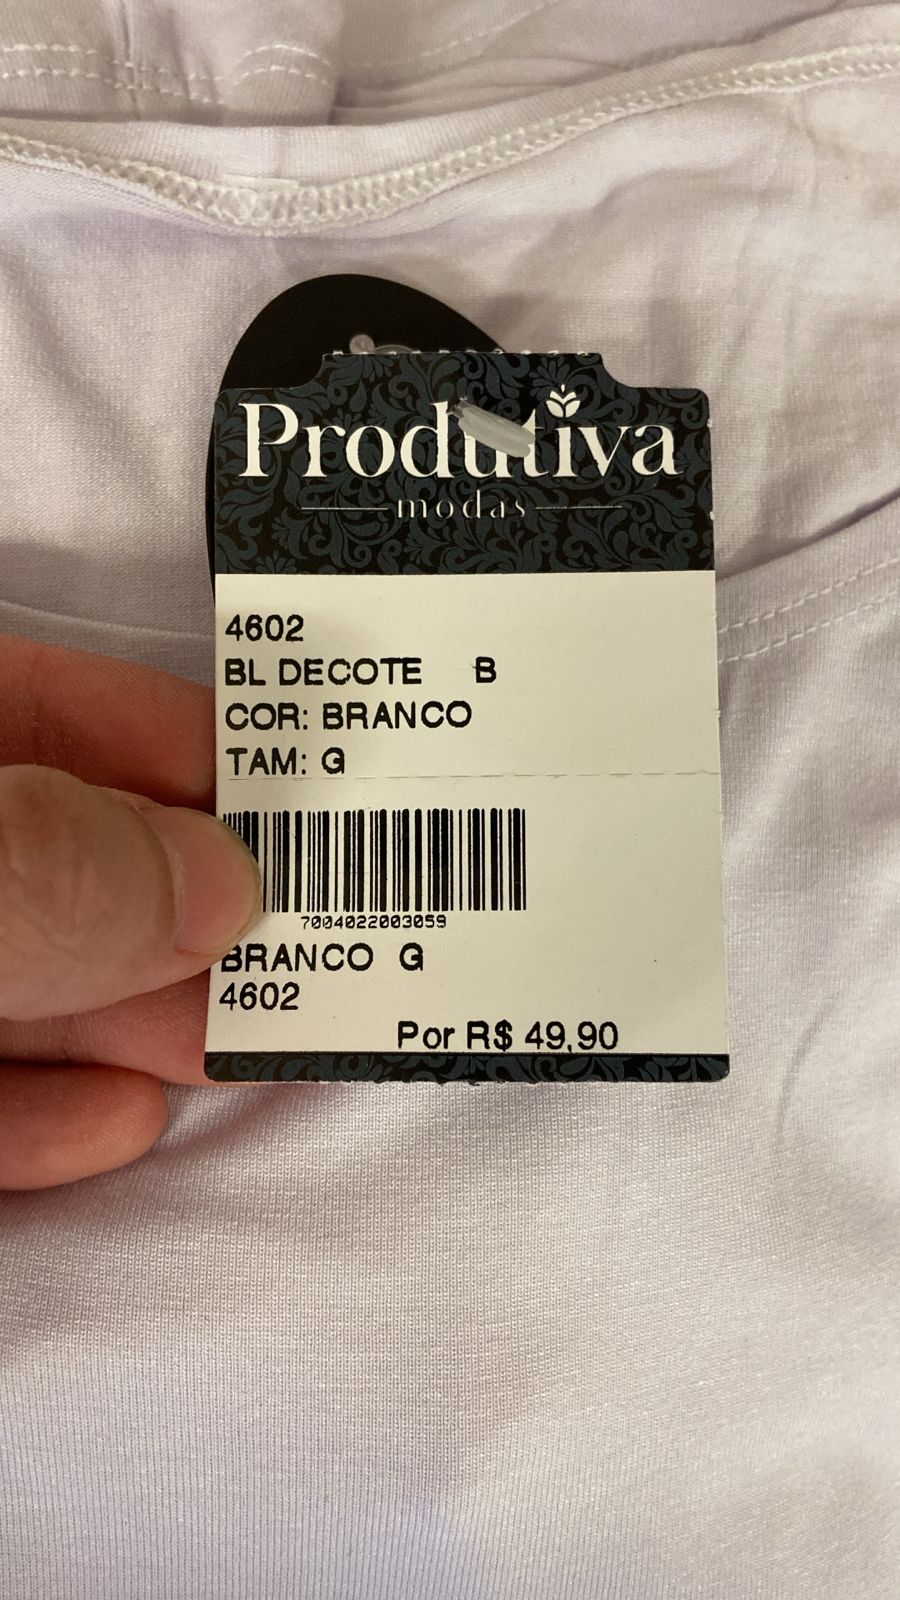 Produtiva
modas
4602
BL DECOTE B
COR: BRANCO
TAM: G
7004022003059
BRANCO G
4602
Por R$ 49,90